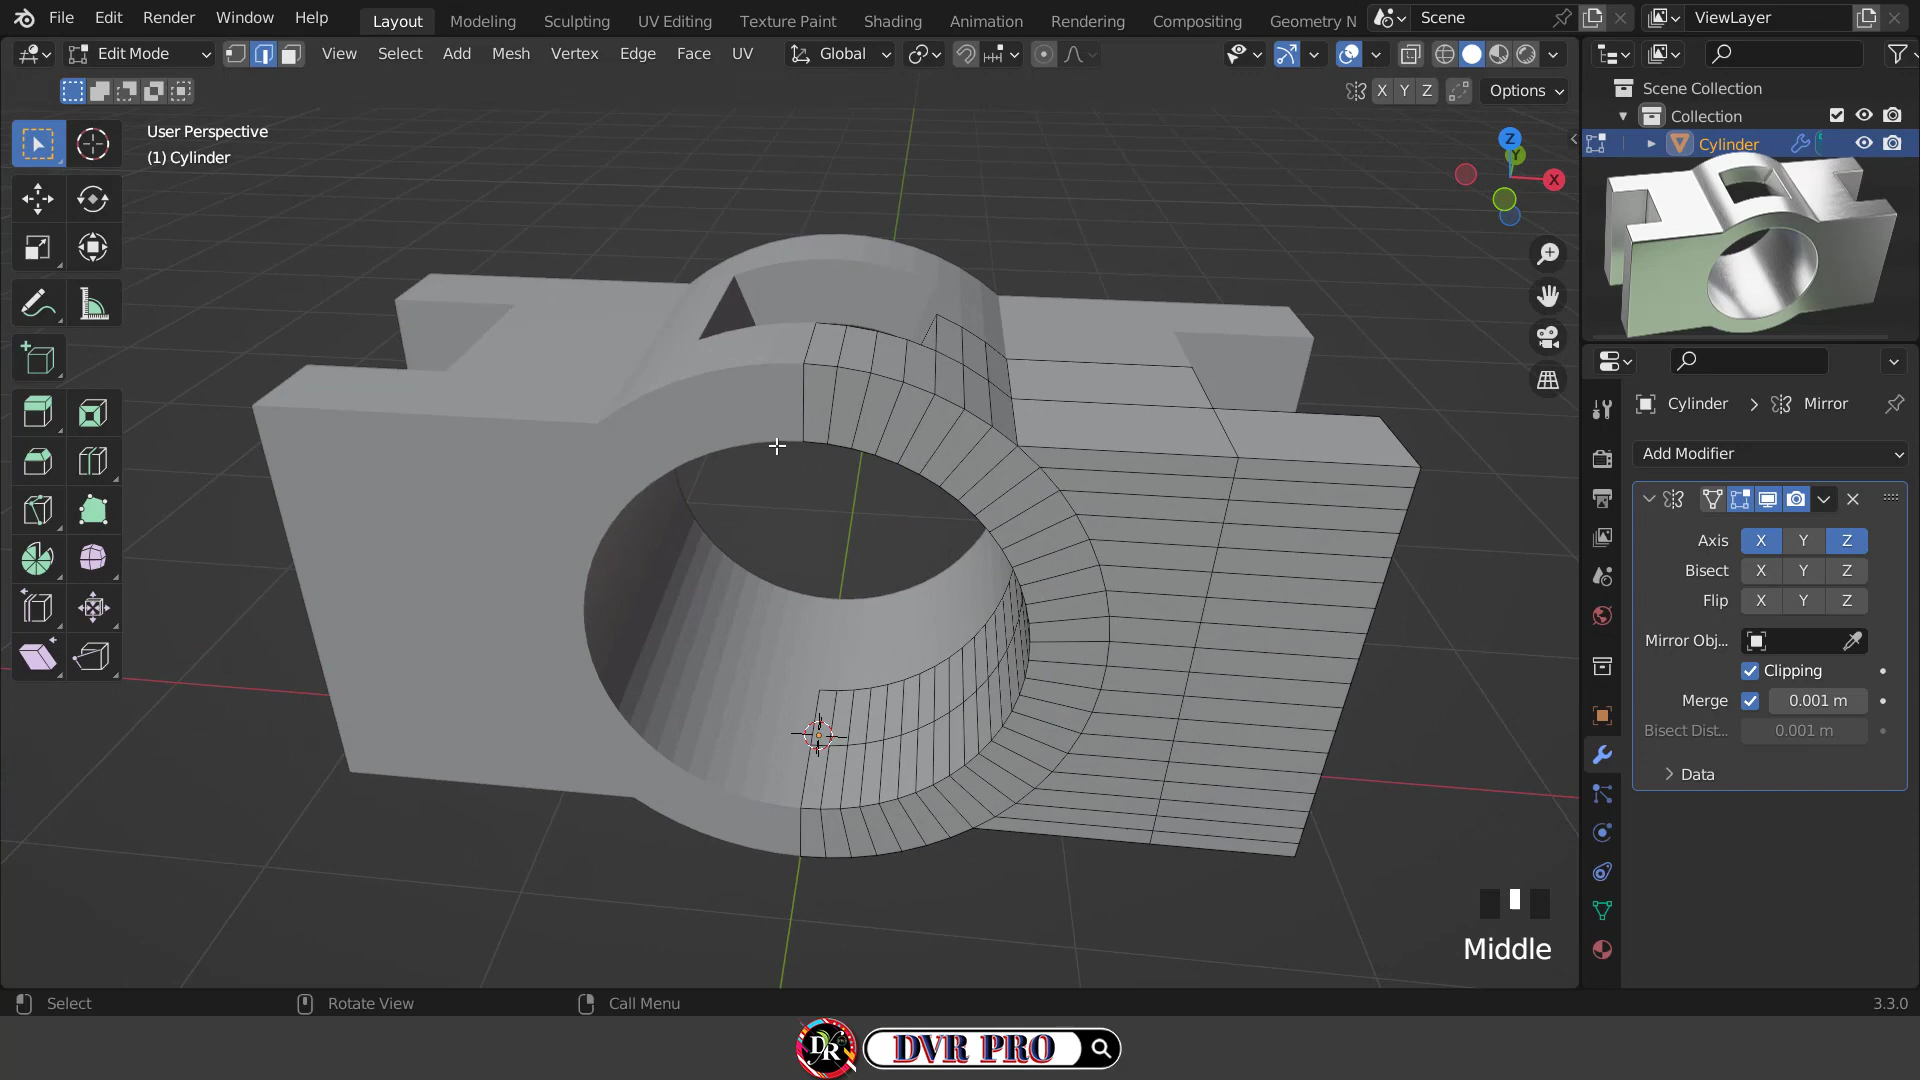 File Edit Render Window Help Layout Modeling Sculpting UV Editing Texture Paint Shading Animation Rendering Compositing Geometry N Scene ViewLayer
Edit Mode View Select Add Mesh Vertex Edge Face UV Global
X Y Z Options
User Perspective
(1) Cylinder
Z
Y
X
Scene Collection
Collection
Cylinder
Cylinder > Mirror
Add Modifier
Axis X Y Z
Bisect X Y Z
Flip X Y Z
Mirror Obj...
Clipping
Merge 0.001 m
Bisect Dist... 0.001 m
Data
Middle
Select Rotate View Call Menu 3.3.0
DR DVR PRO